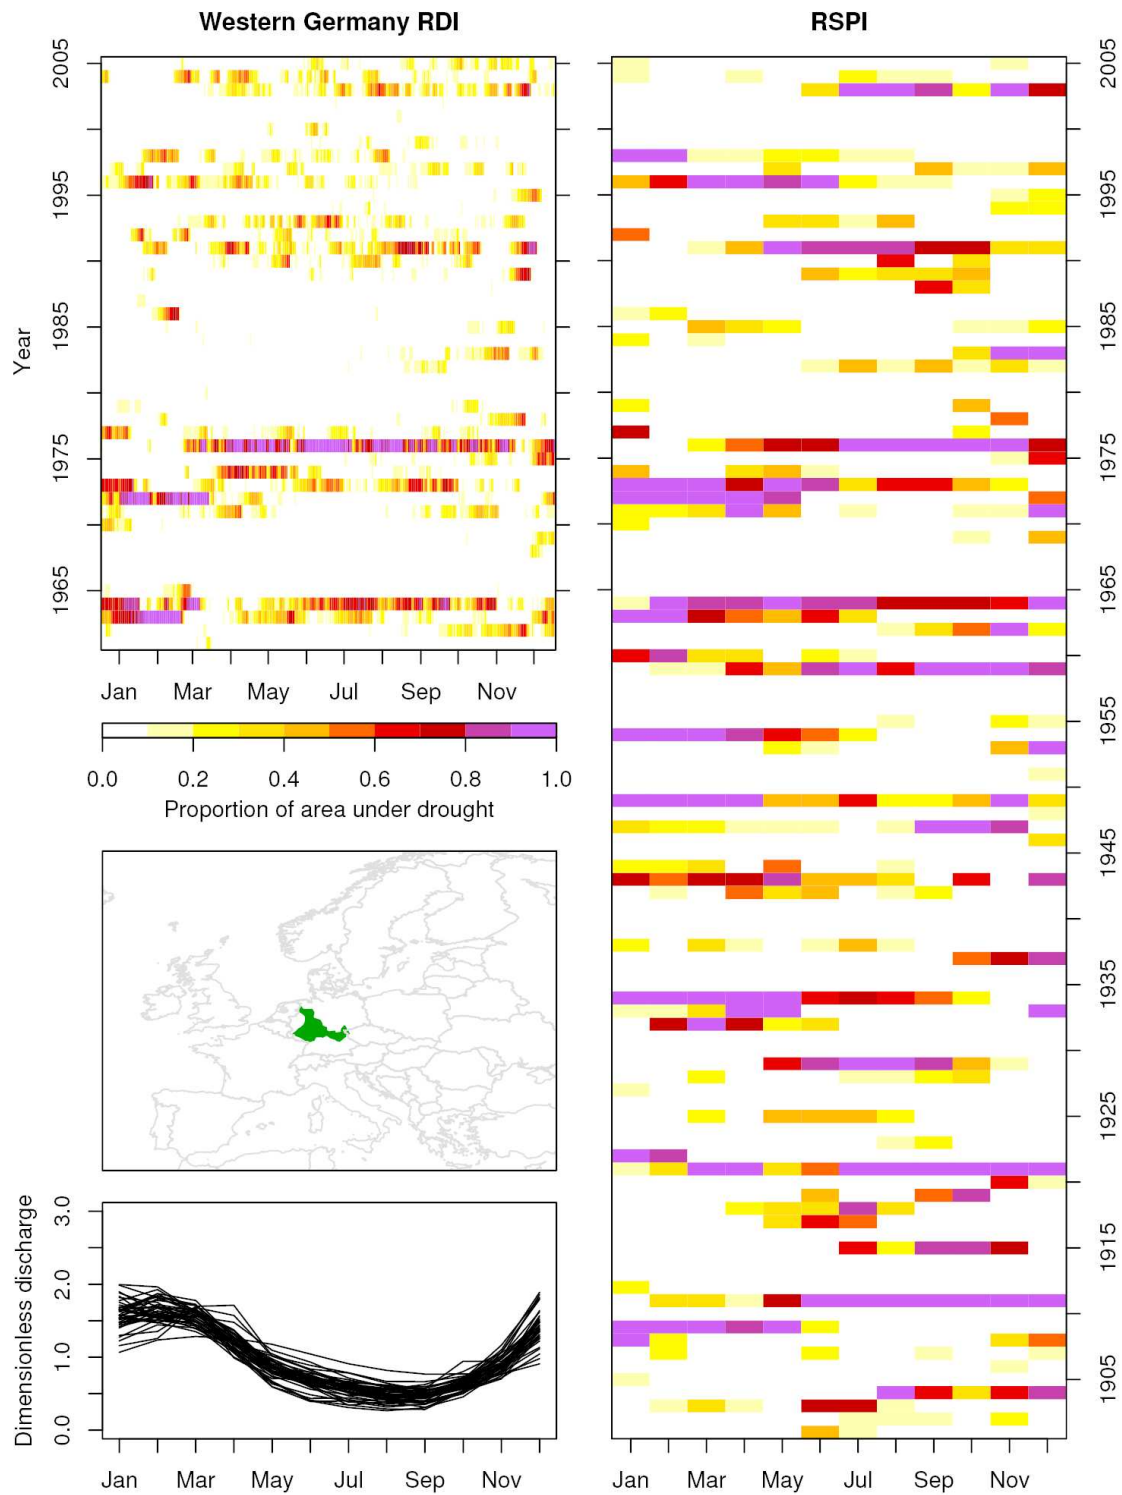 Western Germany RDI
RSPI
Year
2005
1995
1985
1975
1965
Jan Mar May Jul Sep Nov
0.0 0.2 0.4 0.6 0.8 1.0
Proportion of area under drought
Dimensionless discharge
3.0
2.0
1.0
0.0
Jan Mar May Jul Sep Nov
2005
1995
1985
1975
1965
1955
1945
1935
1925
1915
1905
Jan Mar May Jul Sep Nov